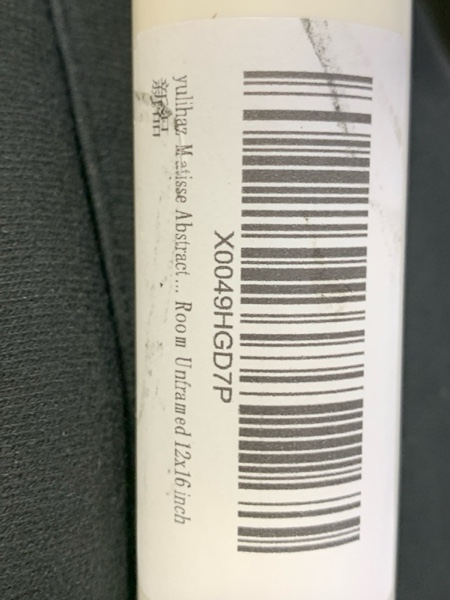 X0049HGD7P
yulihaz Matisse Abstract... Room Unframed 12x16 inch
新品